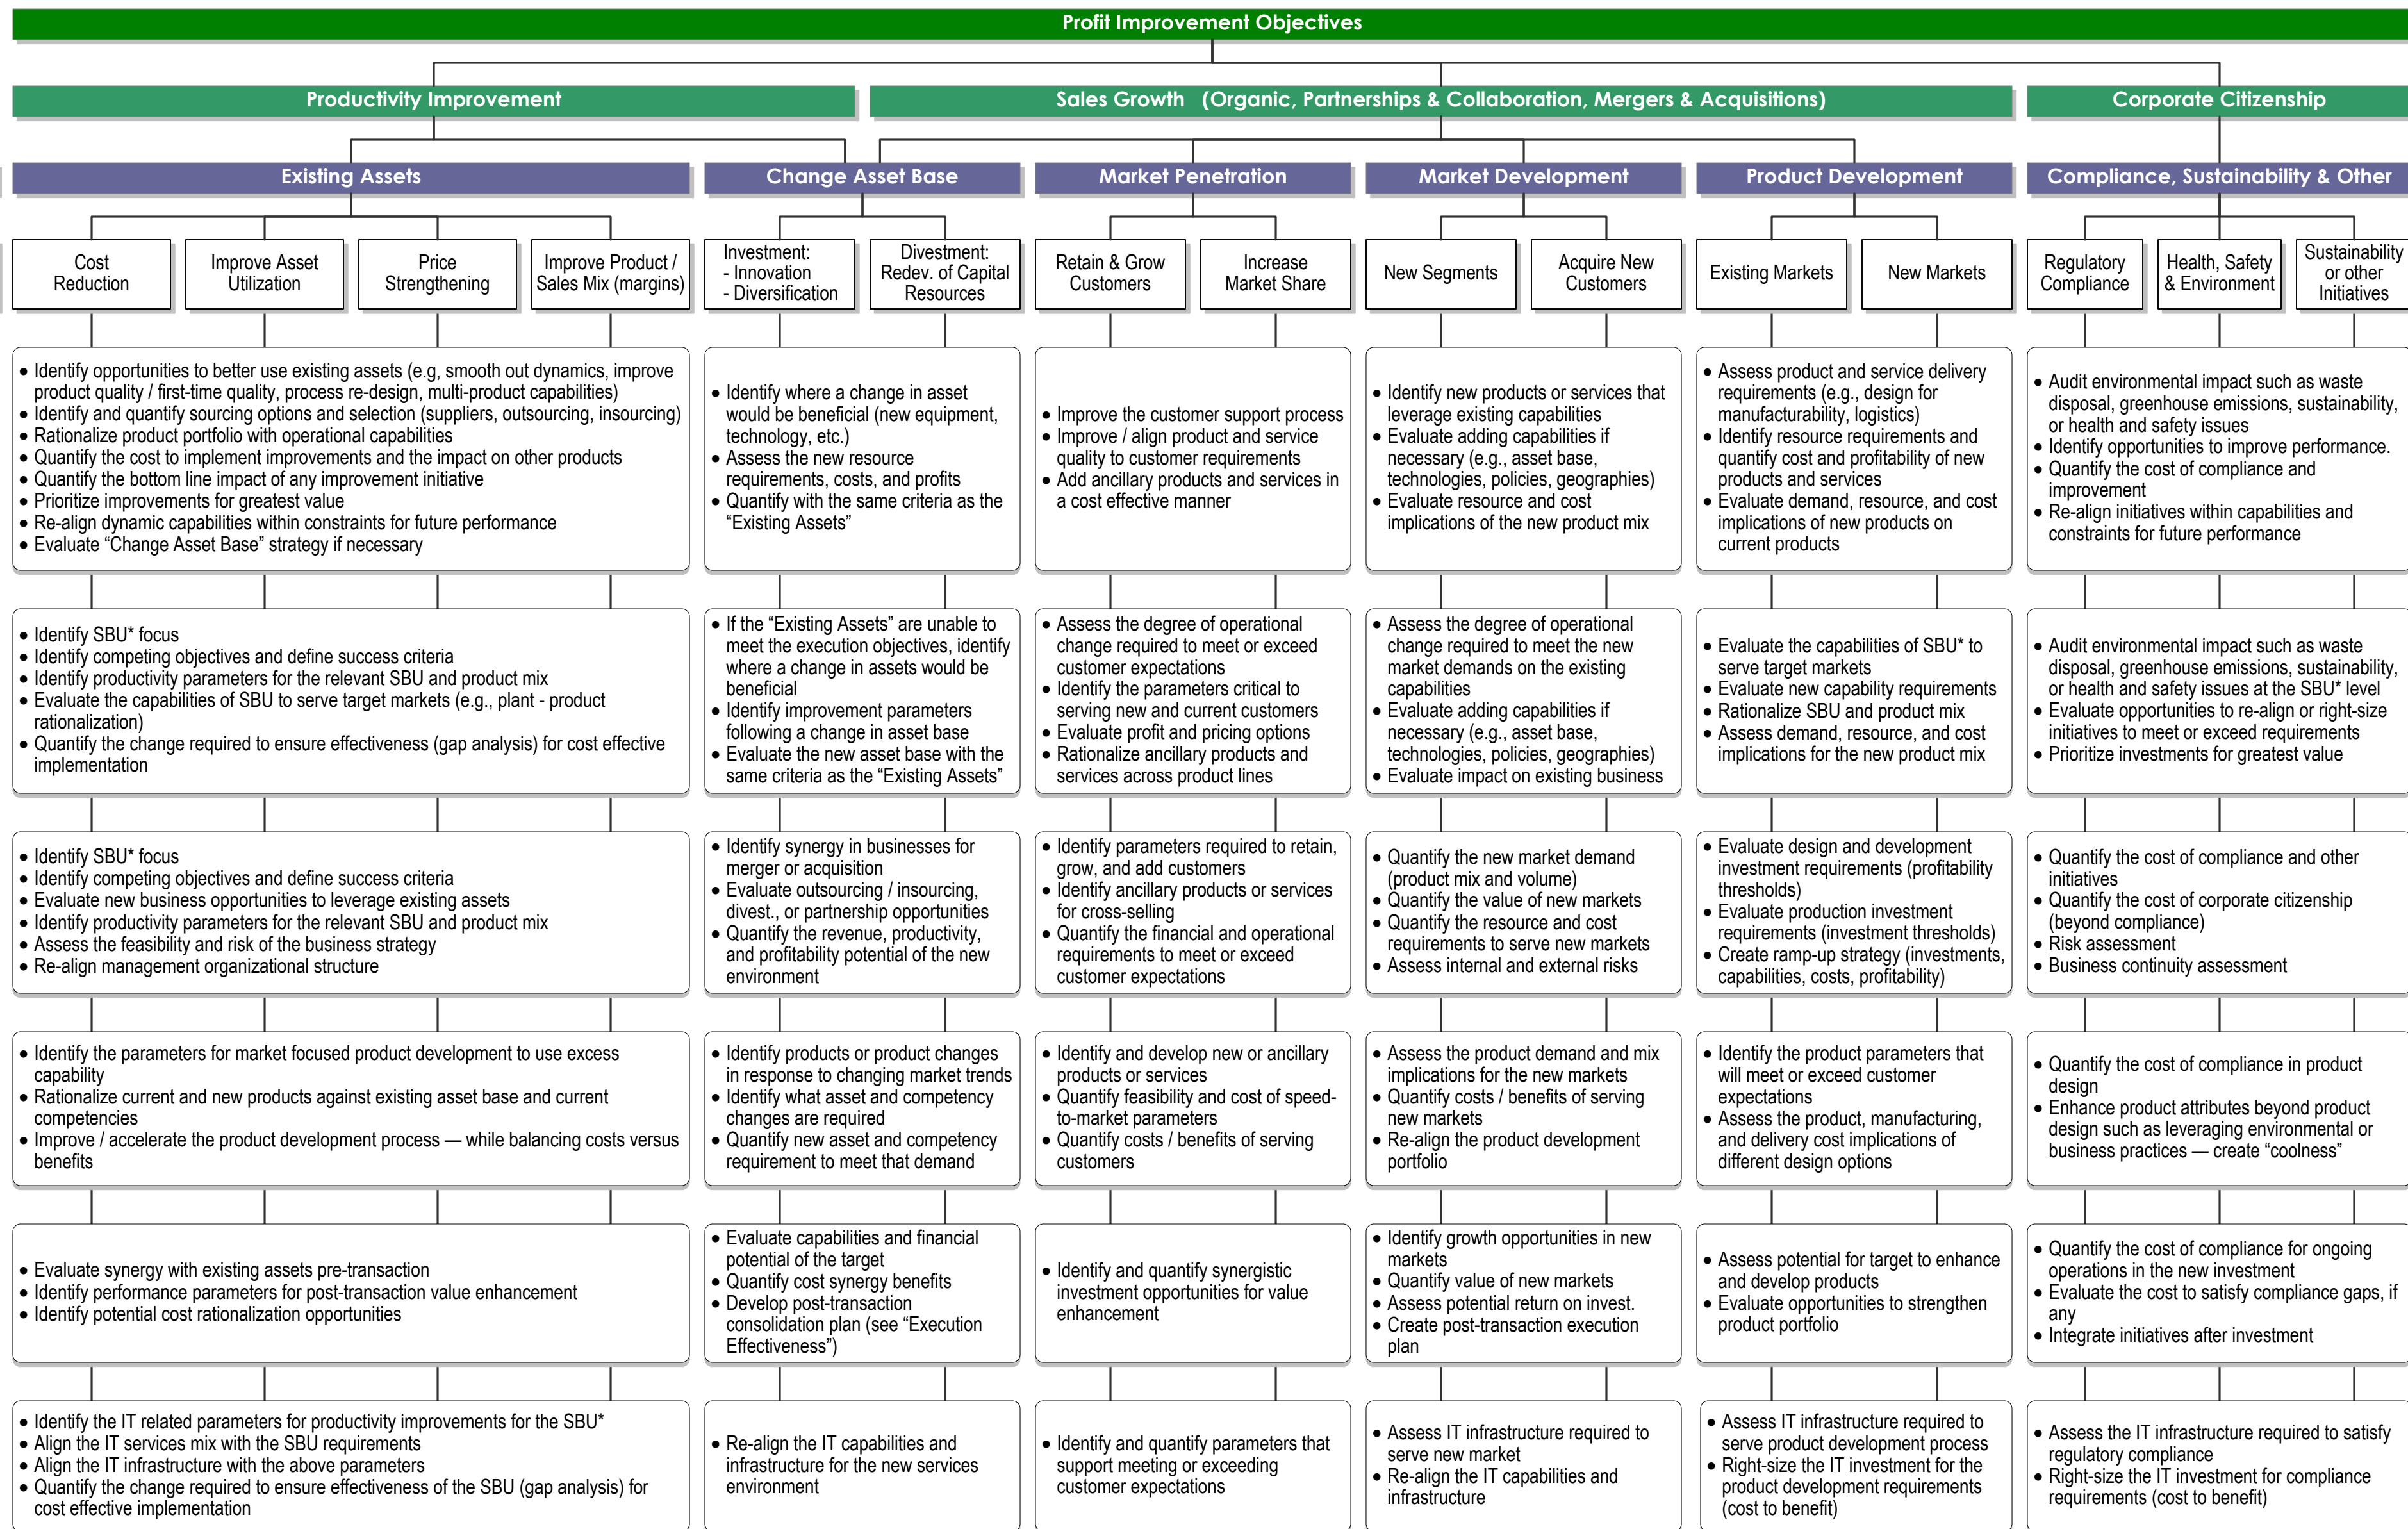 Profit Improvement Objectives
Productivity Improvement
Sales Growth (Organic, Partnerships & Collaboration, Mergers & Acquisitions)
Corporate Citizenship
Existing Assets
Change Asset Base
Market Penetration
Market Development
Product Development
Compliance, Sustainability & Other
Cost
Reduction
Improve Asset
Utilization
Price
Strengthening
Improve Product /
Sales Mix (margins)
Investment:
- Innovation
- Diversification
Divestment:
Redev. of Capital
Resources
Retain & Grow
Customers
Increase
Market Share
New Segments
Acquire New
Customers
Existing Markets
New Markets
Regulatory
Compliance
Health, Safety
& Environment
Sustainability
or other
Initiatives
● Identify opportunities to better use existing assets (e.g, smooth out dynamics, improve
product quality / first-time quality, process re-design, multi-product capabilities)
● Identify and quantify sourcing options and selection (suppliers, outsourcing, insourcing)
● Rationalize product portfolio with operational capabilities
● Quantify the cost to implement improvements and the impact on other products
● Quantify the bottom line impact of any improvement initiative
● Prioritize improvements for greatest value
● Re-align dynamic capabilities within constraints for future performance
● Evaluate “Change Asset Base” strategy if necessary
● Identify where a change in asset
would be beneficial (new equipment,
technology, etc.)
● Assess the new resource
requirements, costs, and profits
● Quantify with the same criteria as the
“Existing Assets”
● Improve the customer support process
● Improve / align product and service
quality to customer requirements
● Add ancillary products and services in
a cost effective manner
● Identify new products or services that
leverage existing capabilities
● Evaluate adding capabilities if
necessary (e.g., asset base,
technologies, policies, geographies)
● Evaluate resource and cost
implications of the new product mix
● Assess product and service delivery
requirements (e.g., design for
manufacturability, logistics)
● Identify resource requirements and
quantify cost and profitability of new
products and services
● Evaluate demand, resource, and cost
implications of new products on
current products
● Audit environmental impact such as waste
disposal, greenhouse emissions, sustainability,
or health and safety issues
● Identify opportunities to improve performance.
● Quantify the cost of compliance and
improvement
● Re-align initiatives within capabilities and
constraints for future performance
● Identify SBU* focus
● Identify competing objectives and define success criteria
● Identify productivity parameters for the relevant SBU and product mix
● Evaluate the capabilities of SBU to serve target markets (e.g., plant - product
rationalization)
● Quantify the change required to ensure effectiveness (gap analysis) for cost effective
implementation
● If the “Existing Assets” are unable to
meet the execution objectives, identify
where a change in assets would be
beneficial
● Identify improvement parameters
following a change in asset base
● Evaluate the new asset base with the
same criteria as the “Existing Assets”
● Assess the degree of operational
change required to meet or exceed
customer expectations
● Identify the parameters critical to
serving new and current customers
● Evaluate profit and pricing options
● Rationalize ancillary products and
services across product lines
● Assess the degree of operational
change required to meet the new
market demands on the existing
capabilities
● Evaluate adding capabilities if
necessary (e.g., asset base,
technologies, policies, geographies)
● Evaluate impact on existing business
● Evaluate the capabilities of SBU* to
serve target markets
● Evaluate new capability requirements
● Rationalize SBU and product mix
● Assess demand, resource, and cost
implications for the new product mix
● Audit environmental impact such as waste
disposal, greenhouse emissions, sustainability,
or health and safety issues at the SBU* level
● Evaluate opportunities to re-align or right-size
initiatives to meet or exceed requirements
● Prioritize investments for greatest value
● Identify SBU* focus
● Identify competing objectives and define success criteria
● Evaluate new business opportunities to leverage existing assets
● Identify productivity parameters for the relevant SBU and product mix
● Assess the feasibility and risk of the business strategy
● Re-align management organizational structure
● Identify synergy in businesses for
merger or acquisition
● Evaluate outsourcing / insourcing,
divest., or partnership opportunities
● Quantify the revenue, productivity,
and profitability potential of the new
environment
● Identify parameters required to retain,
grow, and add customers
● Identify ancillary products or services
for cross-selling
● Quantify the financial and operational
requirements to meet or exceed
customer expectations
● Quantify the new market demand
(product mix and volume)
● Quantify the value of new markets
● Quantify the resource and cost
requirements to serve new markets
● Assess internal and external risks
● Evaluate design and development
investment requirements (profitability
thresholds)
● Evaluate production investment
requirements (investment thresholds)
● Create ramp-up strategy (investments,
capabilities, costs, profitability)
● Quantify the cost of compliance and other
initiatives
● Quantify the cost of corporate citizenship
(beyond compliance)
● Risk assessment
● Business continuity assessment
● Identify the parameters for market focused product development to use excess
capability
● Rationalize current and new products against existing asset base and current
competencies
● Improve / accelerate the product development process — while balancing costs versus
benefits
● Identify products or product changes
in response to changing market trends
● Identify what asset and competency
changes are required
● Quantify new asset and competency
requirement to meet that demand
● Identify and develop new or ancillary
products or services
● Quantify feasibility and cost of speed-
to-market parameters
● Quantify costs / benefits of serving
customers
● Assess the product demand and mix
implications for the new markets
● Quantify costs / benefits of serving
new markets
● Re-align the product development
portfolio
● Identify the product parameters that
will meet or exceed customer
expectations
● Assess the product, manufacturing,
and delivery cost implications of
different design options
● Quantify the cost of compliance in product
design
● Enhance product attributes beyond product
design such as leveraging environmental or
business practices — create “coolness”
● Evaluate synergy with existing assets pre-transaction
● Identify performance parameters for post-transaction value enhancement
● Identify potential cost rationalization opportunities
● Evaluate capabilities and financial
potential of the target
● Quantify cost synergy benefits
● Develop post-transaction
consolidation plan (see “Execution
Effectiveness”)
● Identify and quantify synergistic
investment opportunities for value
enhancement
● Identify growth opportunities in new
markets
● Quantify value of new markets
● Assess potential return on invest.
● Create post-transaction execution
plan
● Assess potential for target to enhance
and develop products
● Evaluate opportunities to strengthen
product portfolio
● Quantify the cost of compliance for ongoing
operations in the new investment
● Evaluate the cost to satisfy compliance gaps, if
any
● Integrate initiatives after investment
● Identify the IT related parameters for productivity improvements for the SBU*
● Align the IT services mix with the SBU requirements
● Align the IT infrastructure with the above parameters
● Quantify the change required to ensure effectiveness of the SBU (gap analysis) for
cost effective implementation
● Re-align the IT capabilities and
infrastructure for the new services
environment
● Identify and quantify parameters that
support meeting or exceeding
customer expectations
● Assess IT infrastructure required to
serve new market
● Re-align the IT capabilities and
infrastructure
● Assess IT infrastructure required to
serve product development process
● Right-size the IT investment for the
product development requirements
(cost to benefit)
● Assess the IT infrastructure required to satisfy
regulatory compliance
● Right-size the IT investment for compliance
requirements (cost to benefit)